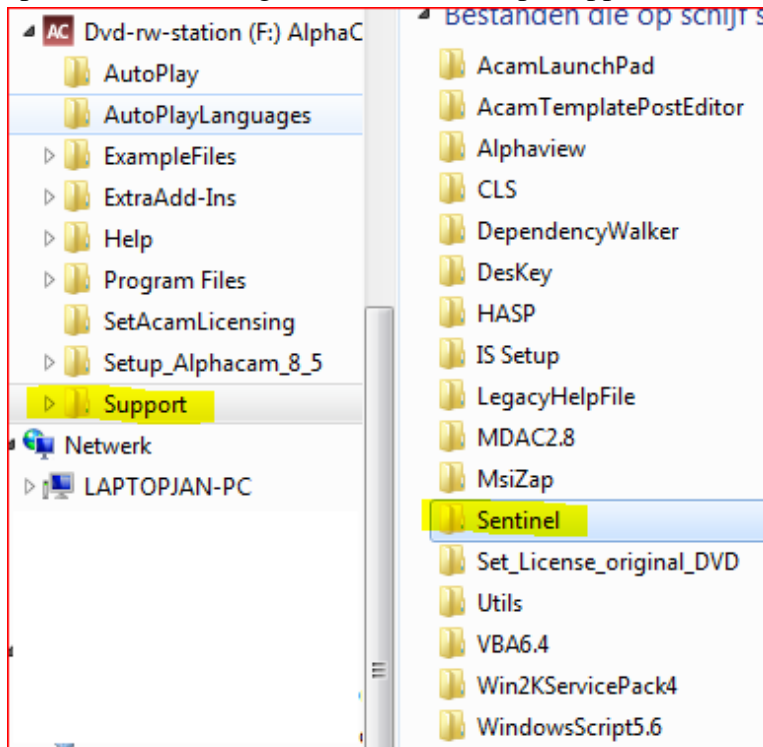 Dvd-rw-station (F:) AlphaC
AutoPlay
AutoPlayLanguages
ExampleFiles
ExtraAdd-Ins
Help
Program Files
SetAcamLicensing
Setup_Alphacam_8_5
Support
Netwerk
LAPTOPJAN-PC
Bestanden die op schijf s
AcamLaunchPad
AcamTemplatePostEditor
Alphaview
CLS
DependencyWalker
DesKey
HASP
IS Setup
LegacyHelpFile
MDAC2.8
MsiZap
Sentinel
Set_License_original_DVD
Utils
VBA6.4
Win2KServicePack4
WindowsScript5.6